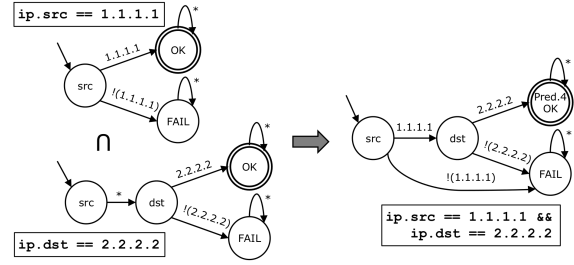 ip.src == 1.1.1.1
*
OK
1.1.1.1
src
!(1.1.1.1)
*
FAIL
∩
*
OK
2.2.2.2
src
*
dst
!(2.2.2.2)
*
FAIL
ip.dst == 2.2.2.2
*
Pred.4
OK
2.2.2.2
src
1.1.1.1
dst
!(2.2.2.2)
*
FAIL
!(1.1.1.1)
ip.src == 1.1.1.1 &&
ip.dst == 2.2.2.2